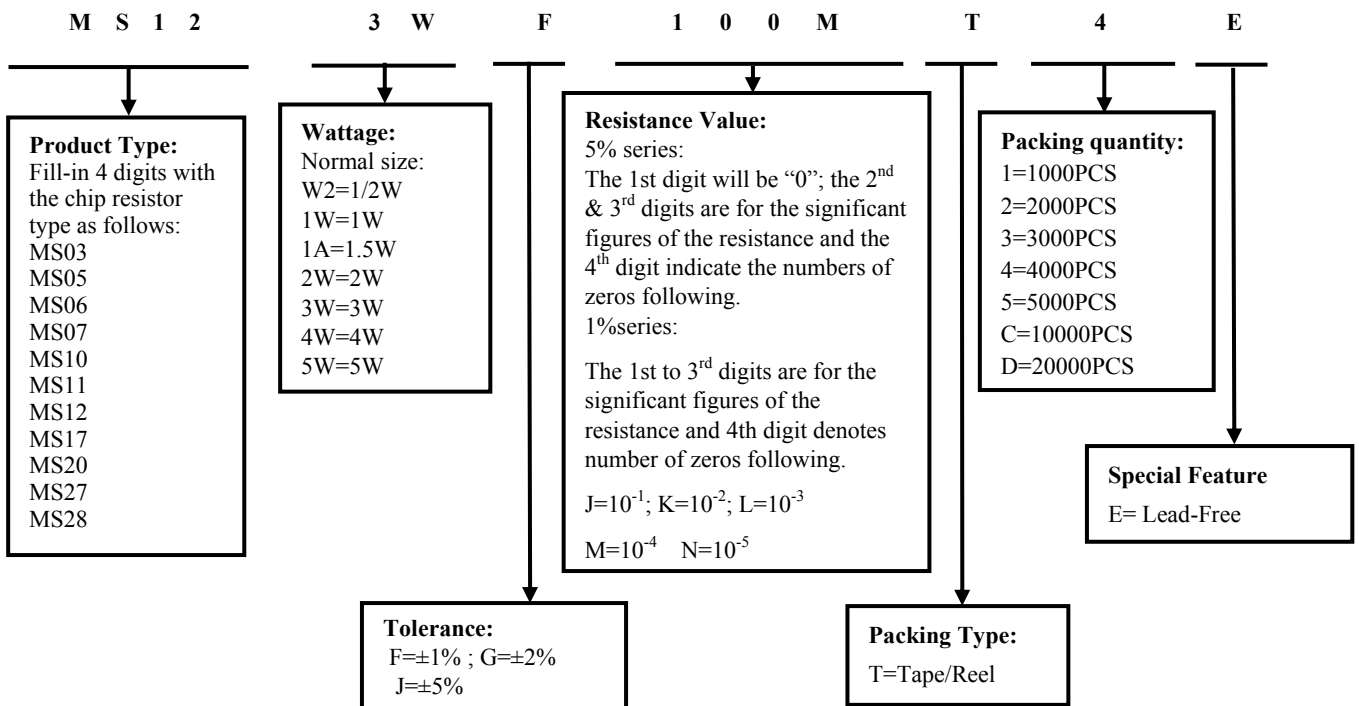 M S 1 2 3 W F 1 0 0 M T 4 E
Product Type:
Fill-in 4 digits with
the chip resistor
type as follows:
MS03
MS05
MS06
MS07
MS10
MS11
MS12
MS17
MS20
MS27
MS28
Wattage:
Normal size:
W2=1/2W
1W=1W
1A=1.5W
2W=2W
3W=3W
4W=4W
5W=5W
Resistance Value:
5% series:
The 1st digit will be “0”; the 2nd
& 3rd digits are for the significant
figures of the resistance and the
4th digit indicate the numbers of
zeros following.
1%series:
The 1st to 3rd digits are for the
significant figures of the
resistance and 4th digit denotes
number of zeros following.
J=10-1; K=10-2; L=10-3
M=10-4 N=10-5
Packing quantity:
1=1000PCS
2=2000PCS
3=3000PCS
4=4000PCS
5=5000PCS
C=10000PCS
D=20000PCS
Special Feature
E= Lead-Free
Tolerance:
F=±1% ; G=±2%
J=±5%
Packing Type:
T=Tape/Reel